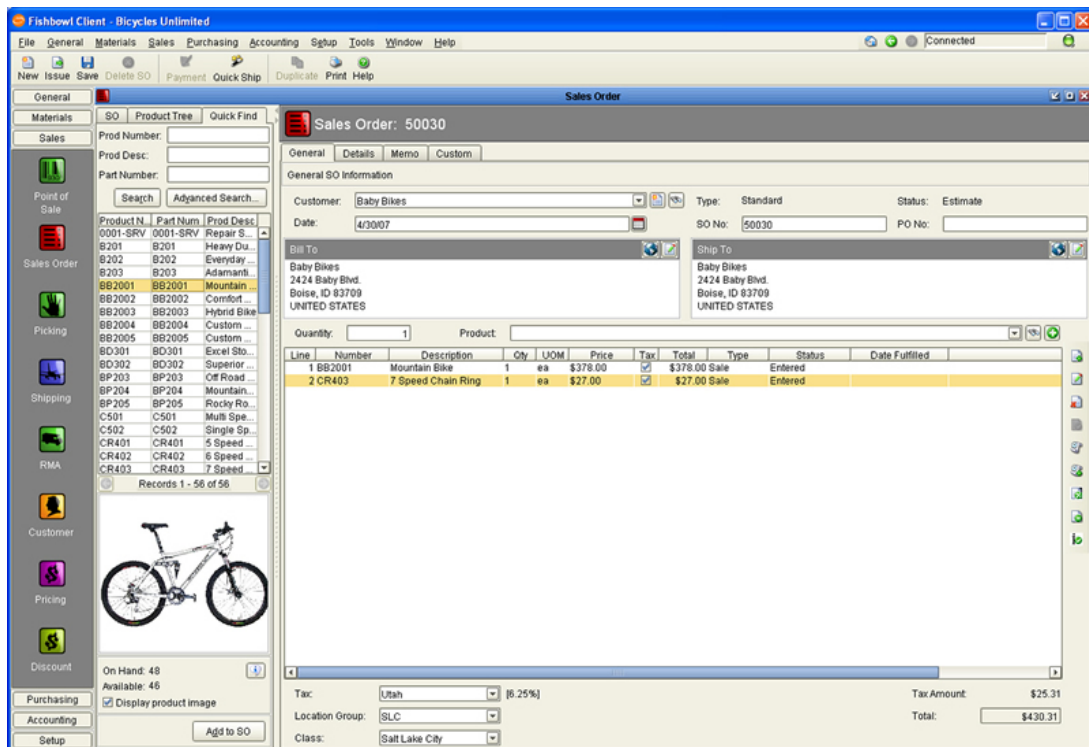 Fishbowl Client - Bicycles Unlimited
File General Materials Sales Purchasing Accounting Setup Tools Window Help
Connected
New Issue Save Delete SO Payment Quick Ship Duplicate Print Help
General
Materials
Sales
Point of
Sale
Sales Order
Picking
Shipping
RMA
Customer
Pricing
Discount
Purchasing
Accounting
Setup
Sales Order
SO Product Tree Quick Find
Prod Number:
Prod Desc:
Part Number:
Search Advanced Search...
Product N... Part Num Prod Desc
0001-SRV 0001-SRV Repair S...
B201 B201 Heavy Du...
B202 B202 Everyday ...
B203 B203 Adamanti...
BB2001 BB2001 Mountain ...
BB2002 BB2002 Comfort ...
BB2003 BB2003 Hybrid Bike
BB2004 BB2004 Custom ...
BB2005 BB2005 Custom ...
BD301 BD301 Excel Sto...
BD302 BD302 Superior ...
BP203 BP203 Off Road ...
BP204 BP204 Mountain...
BP205 BP205 Rocky Ro...
C501 C501 Multi Spe...
C502 C502 Single Sp...
CR401 CR401 5 Speed ...
CR402 CR402 6 Speed ...
CR403 CR403 7 Speed ...
Records 1 - 56 of 56
On Hand: 48
Available: 46
Display product image
Add to SO
Sales Order: 50030
General Details Memo Custom
General SO Information
Customer: Baby Bikes Type: Standard Status: Estimate
Date: 4/30/07 SO No: 50030 PO No:
Bill To
Baby Bikes
2424 Baby Blvd.
Boise, ID 83709
UNITED STATES
Ship To
Baby Bikes
2424 Baby Blvd.
Boise, ID 83709
UNITED STATES
Quantity: 1 Product:
Line Number Description Qty UOM Price Tax Total Type Status Date Fulfilled
1 BB2001 Mountain Bike 1 ea $378.00 $378.00 Sale Entered
2 CR403 7 Speed Chain Ring 1 ea $27.00 $27.00 Sale Entered
Tax: Utah [6.25%] Tax Amount: $25.31
Location Group: SLC Total: $430.31
Class: Salt Lake City